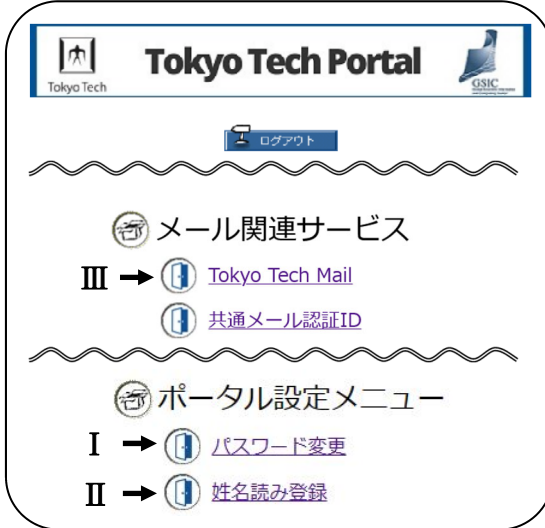 Tokyo Tech
Tokyo Tech Portal
GSIC
ログアウト
メール関連サービス
Ⅲ → Tokyo Tech Mail
共通メール認証ID
ポータル設定メニュー
Ⅰ → パスワード変更
Ⅱ → 姓名読み登録